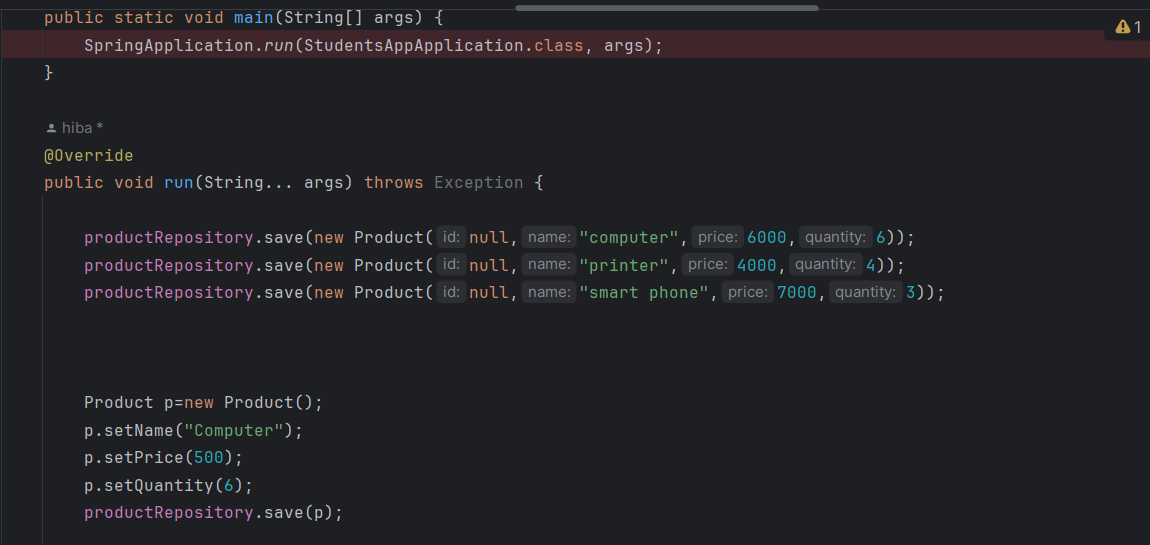 public static void main(String[] args) {
1
SpringApplication.run(StudentsAppApplication.class, args);
}
hiba *
@Override
public void run(String... args) throws Exception {
productRepository.save(new Product( id: null, name: "computer", price: 6000, quantity: 6));
productRepository.save(new Product( id: null, name: "printer", price: 4000, quantity: 4));
productRepository.save(new Product( id: null, name: "smart phone", price: 7000, quantity: 3));
Product p=new Product();
p.setName("Computer");
p.setPrice(500);
p.setQuantity(6);
productRepository.save(p);